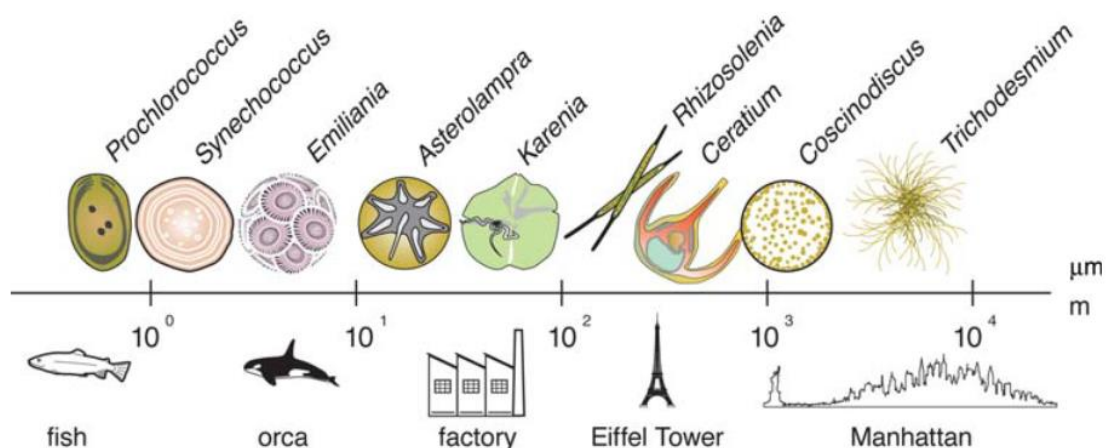 Prochlorococcus
Synechococcus
Emiliania
Asterolampra
Karenia
Rhizosolenia
Ceratium
Coscinodiscus
Trichodesmium
μm
m
10⁰ 10¹ 10² 10³ 10⁴
fish orca factory Eiffel Tower Manhattan